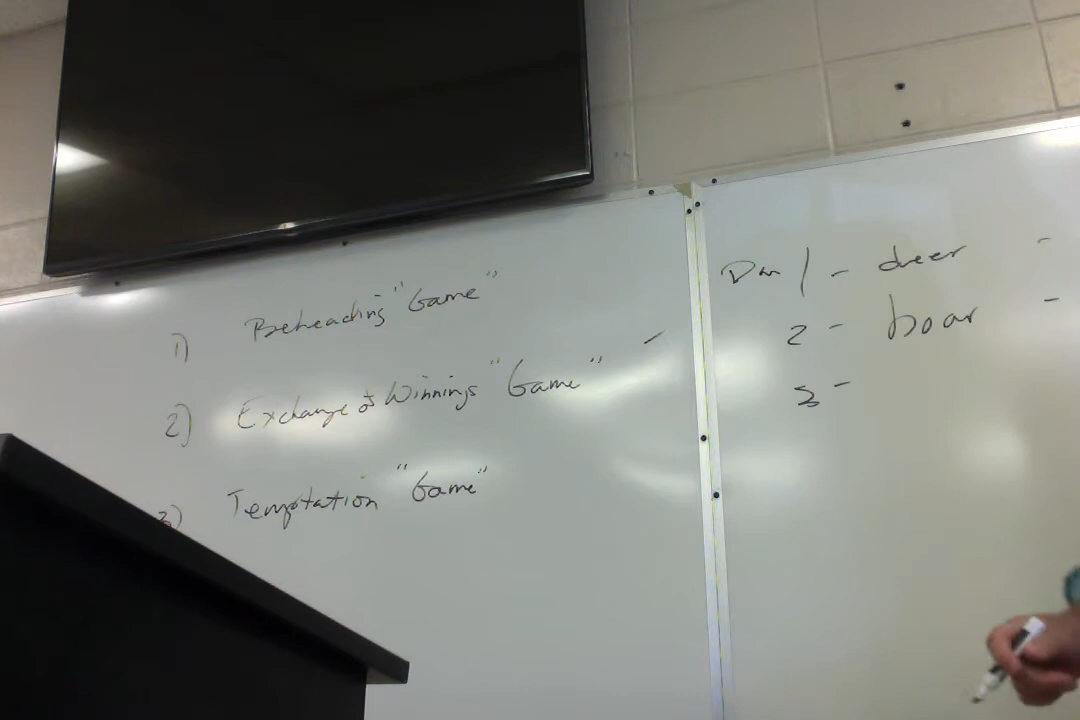 1) Beheading "Game"
2) Exchange of Winnings "Game" -
3) Temptation "Game"
Day 1 - deer -
2 - boar -
3 -